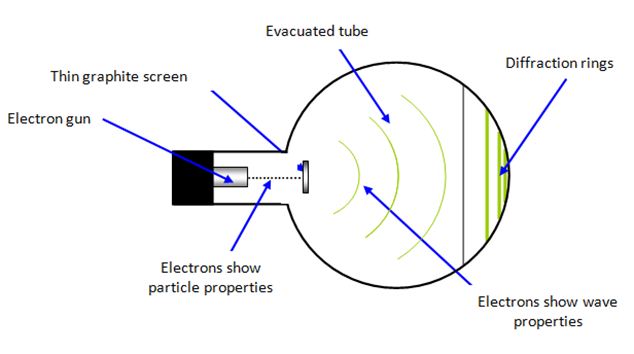 Evacuated tube
Diffraction rings
Thin graphite screen
Electron gun
Electrons show
particle properties
Electrons show wave
properties